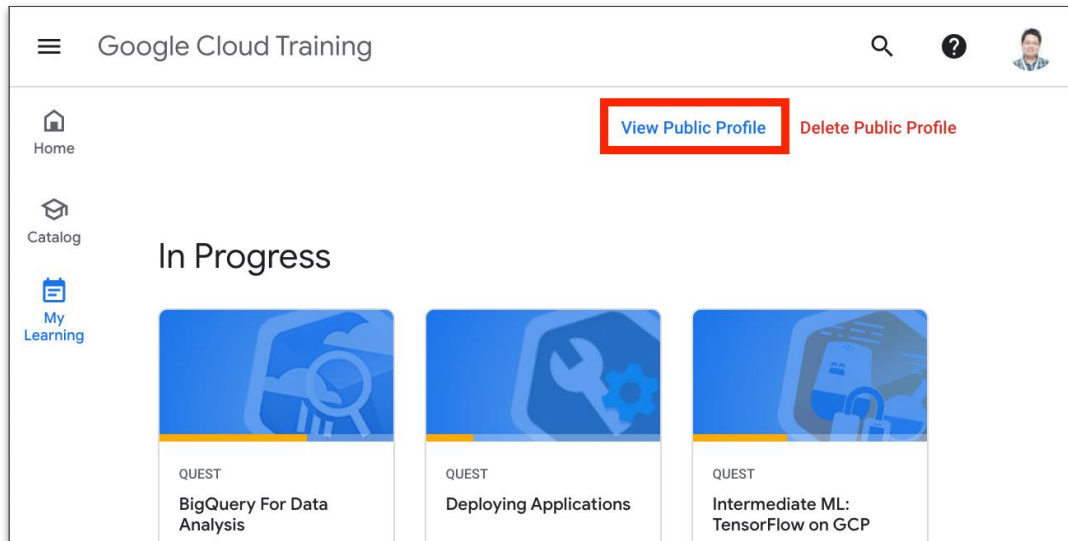 Google Cloud Training
View Public Profile
Delete Public Profile
Home
Catalog
My
Learning
In Progress
QUEST
BigQuery For Data
Analysis
QUEST
Deploying Applications
QUEST
Intermediate ML:
TensorFlow on GCP